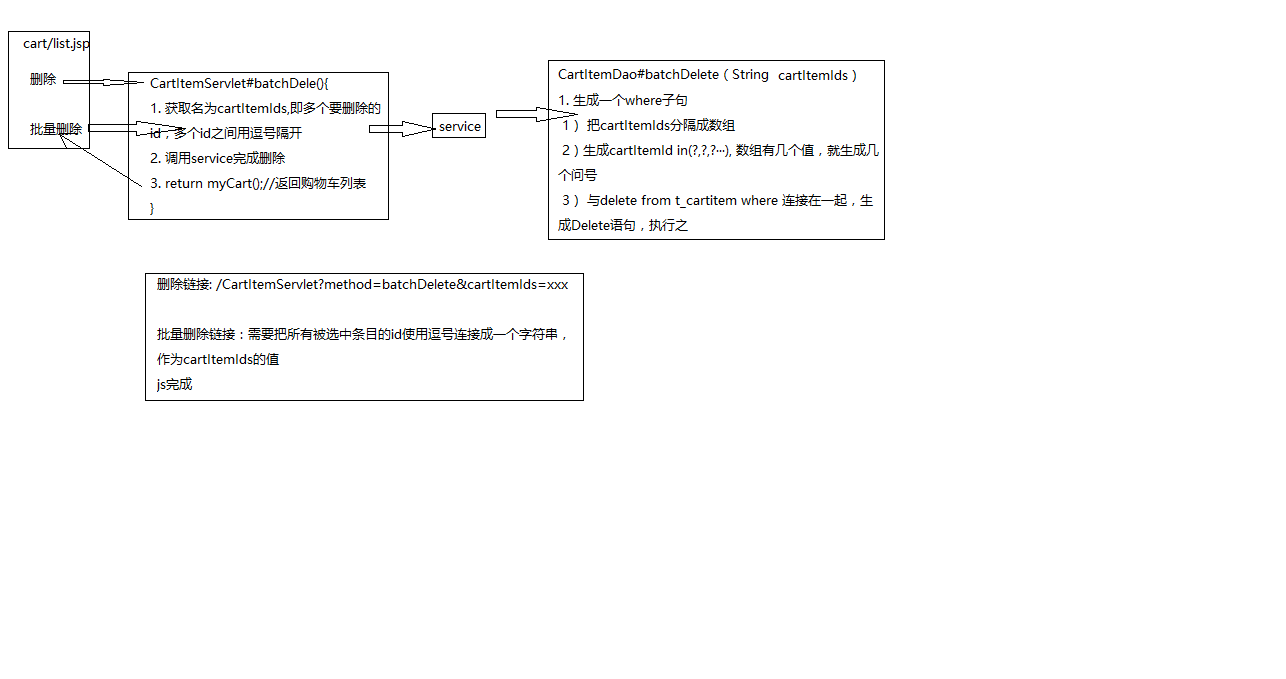 cart/list.jsp
删除
批量删除
CartItemServlet#batchDele(){
1. 获取名为cartItemIds,即多个要删除的
id，多个id之间用逗号隔开
2. 调用service完成删除
3. return myCart();//返回购物车列表
}
service
CartItemDao#batchDelete（String cartItemIds）
1. 生成一个where子句
1） 把cartItemIds分隔成数组
2）生成cartItemId in(?,?,?···), 数组有几个值，就生成几
个问号
3） 与delete from t_cartitem where 连接在一起，生
成Delete语句，执行之
删除链接: /CartItemServlet?method=batchDelete&cartItemIds=xxx
批量删除链接：需要把所有被选中条目的id使用逗号连接成一个字符串，
作为cartItemIds的值
js完成